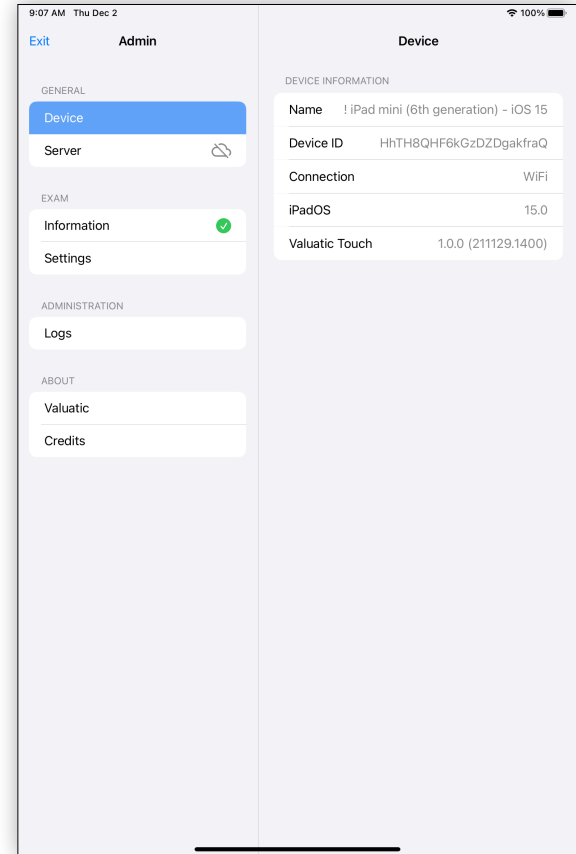 9:07 AM Thu Dec 2
100%
Exit
Admin
GENERAL
Device
Server
EXAM
Information
Settings
ADMINISTRATION
Logs
ABOUT
Valuatic
Credits
Device
DEVICE INFORMATION
Name ! iPad mini (6th generation) - iOS 15
Device ID HhTH8QHF6kGzDZDgakfraQ
Connection WiFi
iPadOS 15.0
Valuatic Touch 1.0.0 (211129.1400)